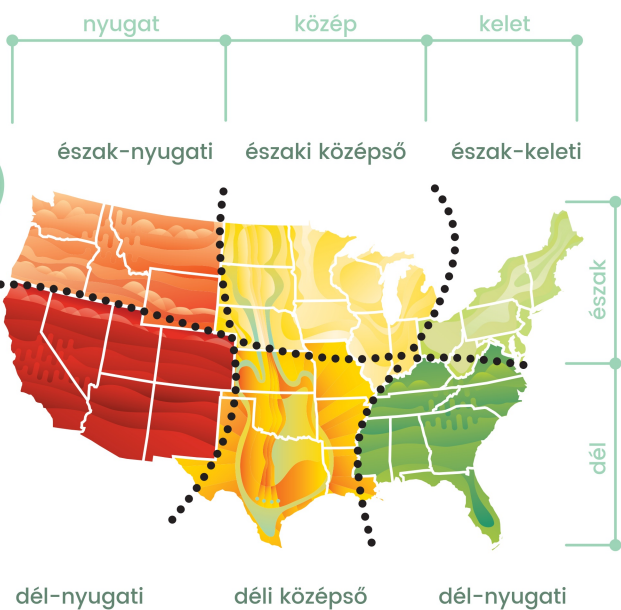 nyugat
közép
kelet
észak-nyugati
északi középső
észak-keleti
észak
dél
dél-nyugati
déli középső
dél-nyugati